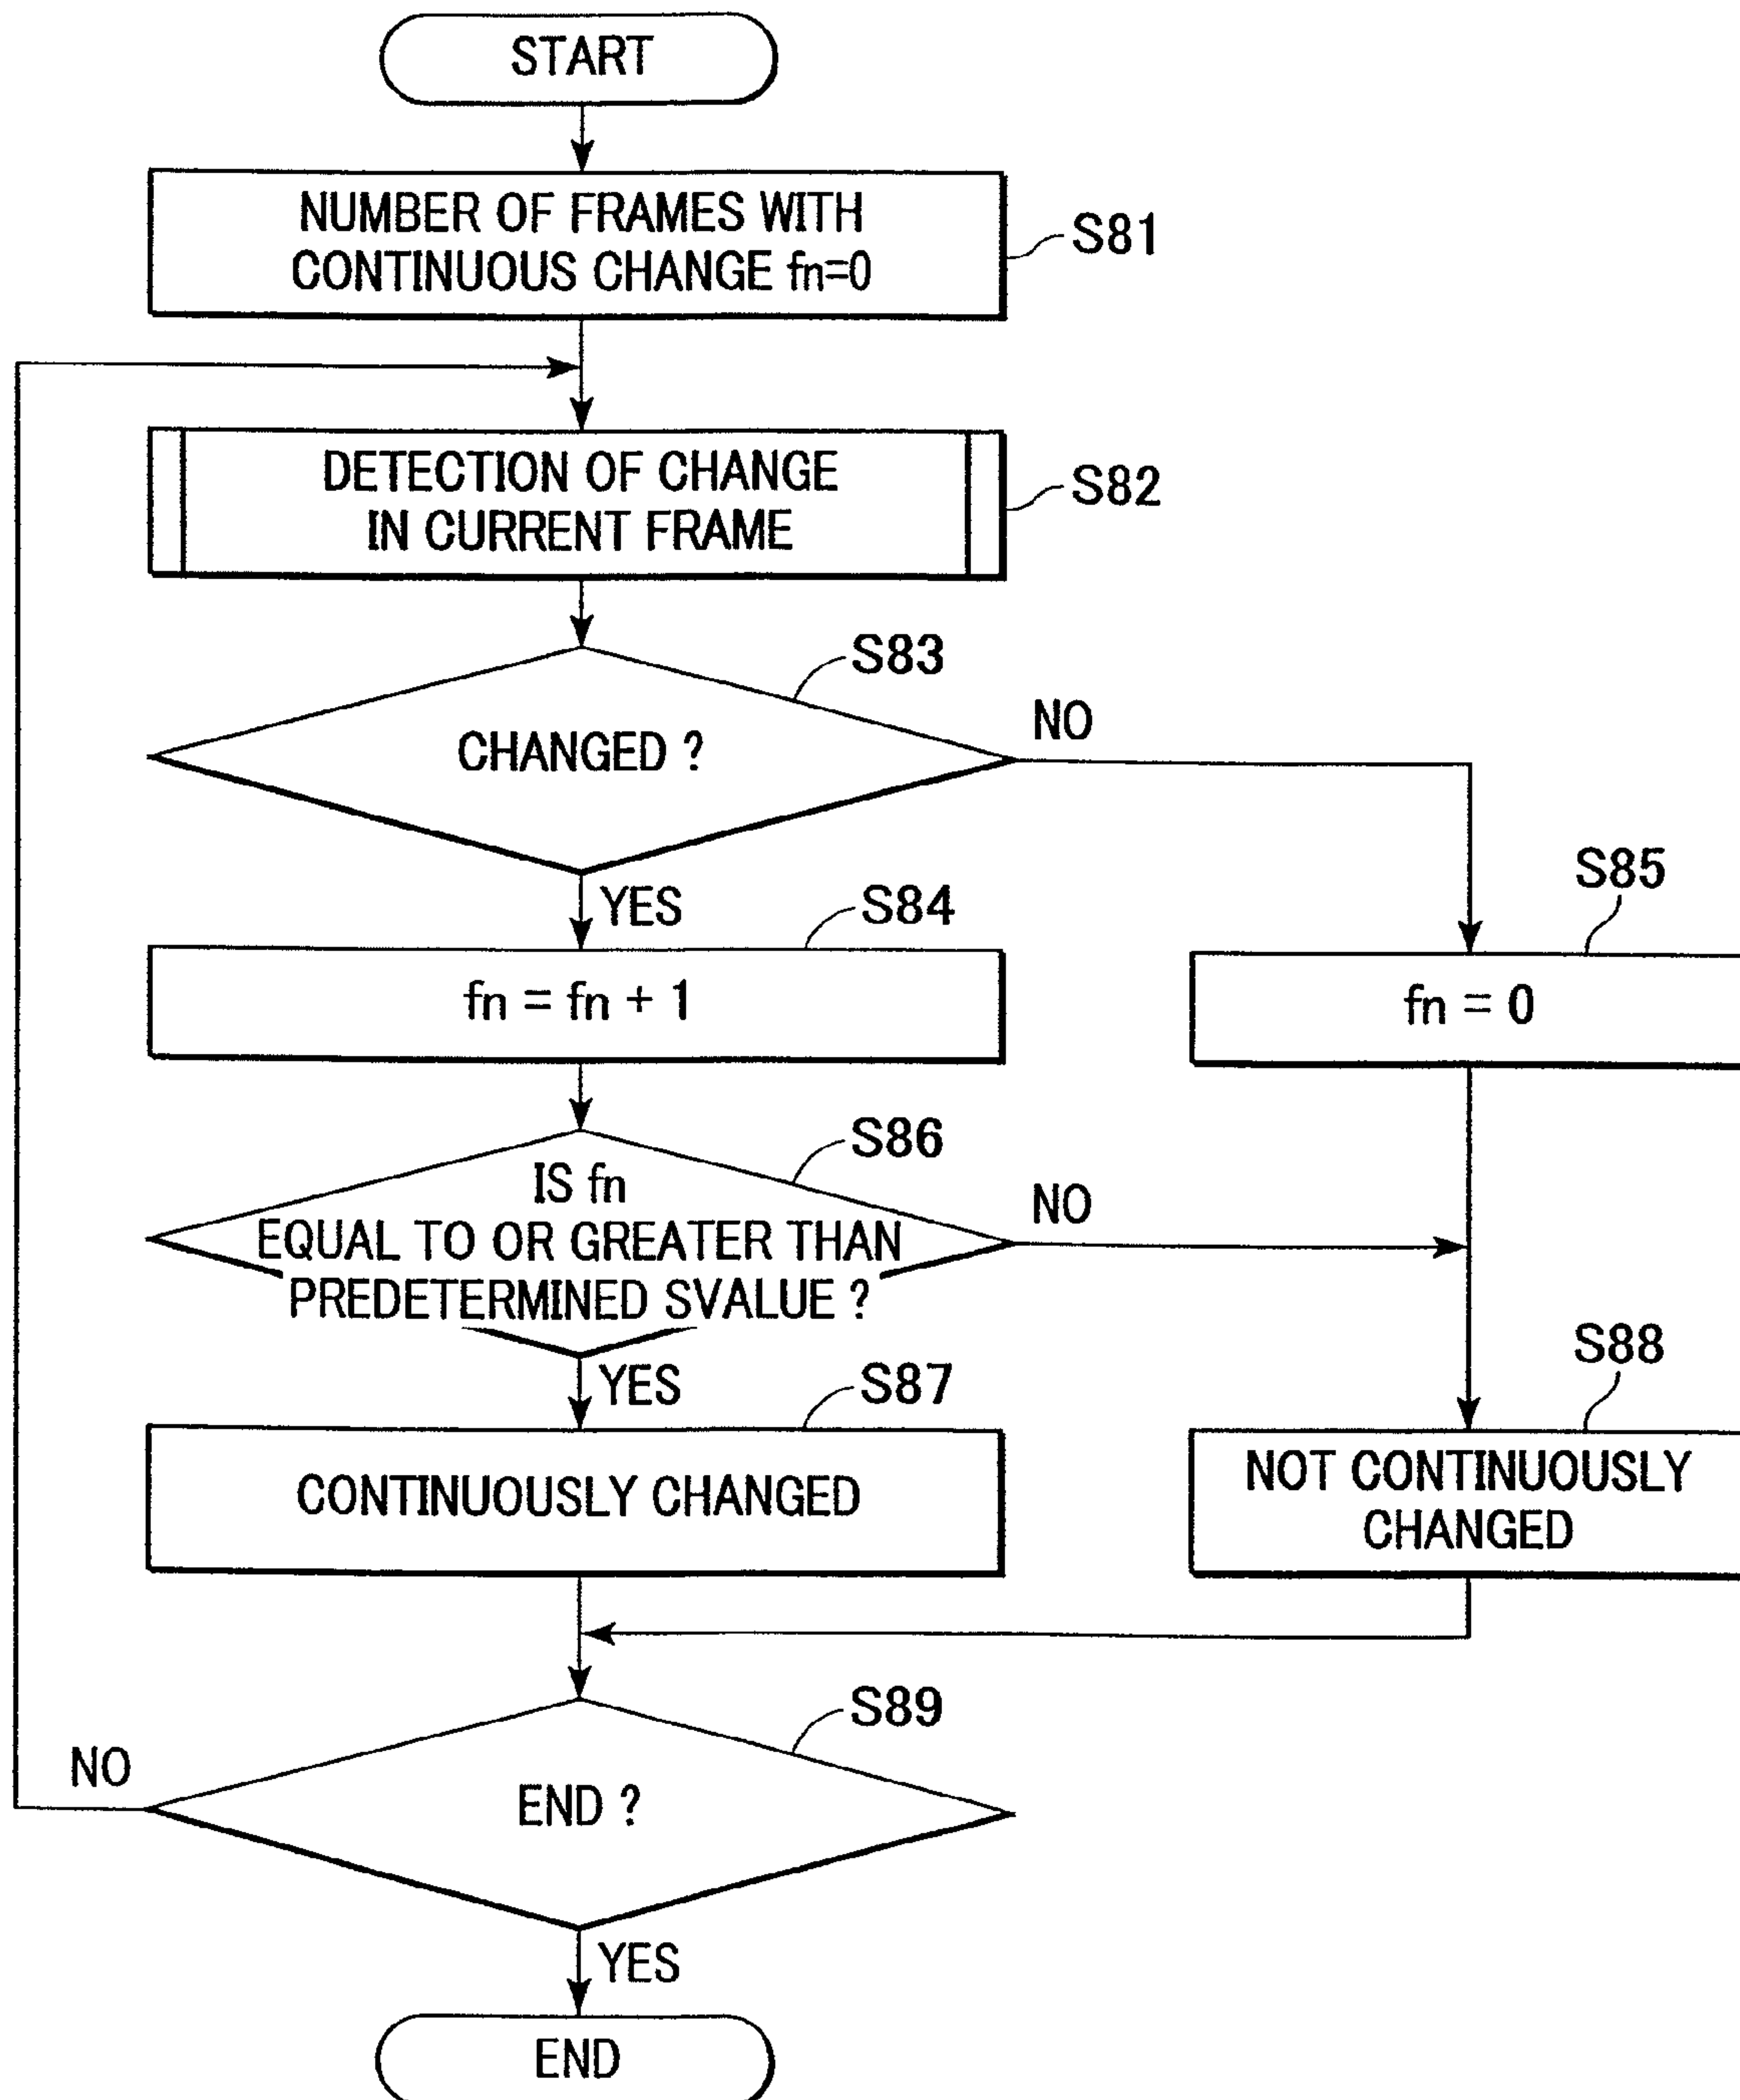 START
NUMBER OF FRAMES WITH
CONTINUOUS CHANGE fn=0
S81
DETECTION OF CHANGE
IN CURRENT FRAME
S82
S83
CHANGED ?
NO
YES
S84
S85
fn = fn + 1
fn = 0
S86
IS fn
EQUAL TO OR GREATER THAN
PREDETERMINED SVALUE ?
NO
YES
S87
S88
CONTINUOUSLY CHANGED
NOT CONTINUOUSLY
CHANGED
S89
NO
END ?
YES
END